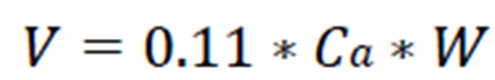 V = 0.11 * Ca * W